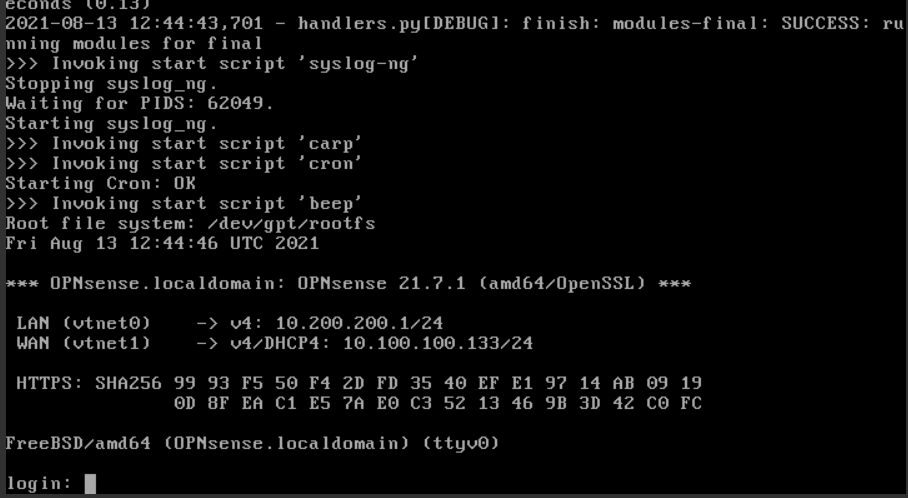 econds (0.13)
2021-08-13 12:44:43,701 - handlers.py[DEBUG]: finish: modules-final: SUCCESS: ru
nning modules for final
>>> Invoking start script 'syslog-ng'
Stopping syslog_ng.
Waiting for PIDS: 62049.
Starting syslog_ng.
>>> Invoking start script 'carp'
>>> Invoking start script 'cron'
Starting Cron: OK
>>> Invoking start script 'beep'
Root file system: /dev/gpt/rootfs
Fri Aug 13 12:44:46 UTC 2021
*** OPNsense.localdomain: OPNsense 21.7.1 (amd64/OpenSSL) ***
LAN (vtnet0)    -> v4: 10.200.200.1/24
WAN (vtnet1)    -> v4/DHCP4: 10.100.100.133/24
HTTPS: SHA256 99 93 F5 50 F4 2D FD 35 40 EF E1 97 14 AB 09 19
0D 8F EA C1 E5 7A E0 C3 52 13 46 9B 3D 42 C0 FC
FreeBSD/amd64 (OPNsense.localdomain) (ttyv0)
login: